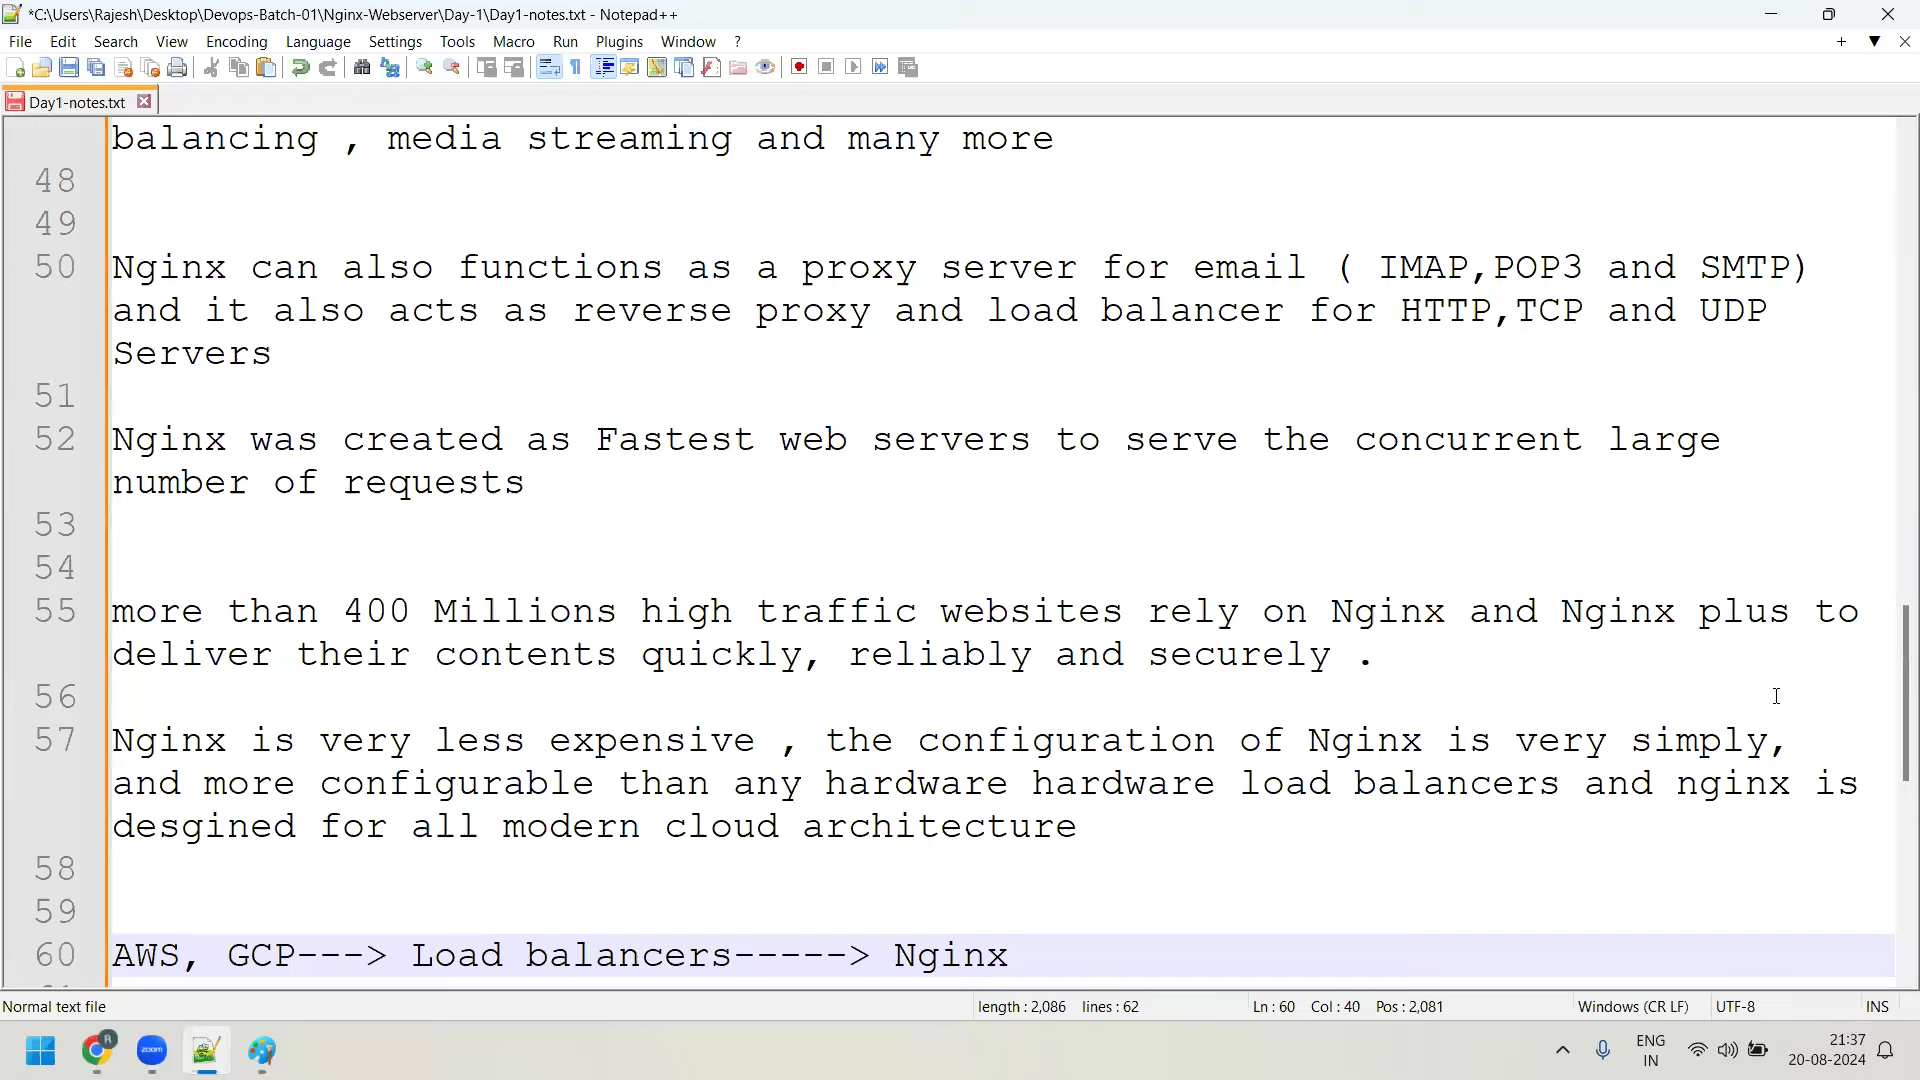 *C:\Users\Rajesh\Desktop\Devops-Batch-01\Nginx-Webserver\Day-1\Day1-notes.txt - Notepad++
File Edit Search View Encoding Language Settings Tools Macro Run Plugins Window ?
Day1-notes.txt
balancing , media streaming and many more
48
49
50 Nginx can also functions as a proxy server for email ( IMAP,POP3 and SMTP)
and it also acts as reverse proxy and load balancer for HTTP,TCP and UDP
Servers
51
52 Nginx was created as Fastest web servers to serve the concurrent large
number of requests
53
54
55 more than 400 Millions high traffic websites rely on Nginx and Nginx plus to
deliver their contents quickly, reliably and securely .
56
57 Nginx is very less expensive , the configuration of Nginx is very simply,
and more configurable than any hardware hardware load balancers and nginx is
desgined for all modern cloud architecture
58
59
60 AWS, GCP---> Load balancers-----> Nginx
Normal text file length : 2,086 lines : 62 Ln : 60 Col : 40 Pos : 2,081 Windows (CR LF) UTF-8 INS
R zoom ENG 21:37
IN 20-08-2024